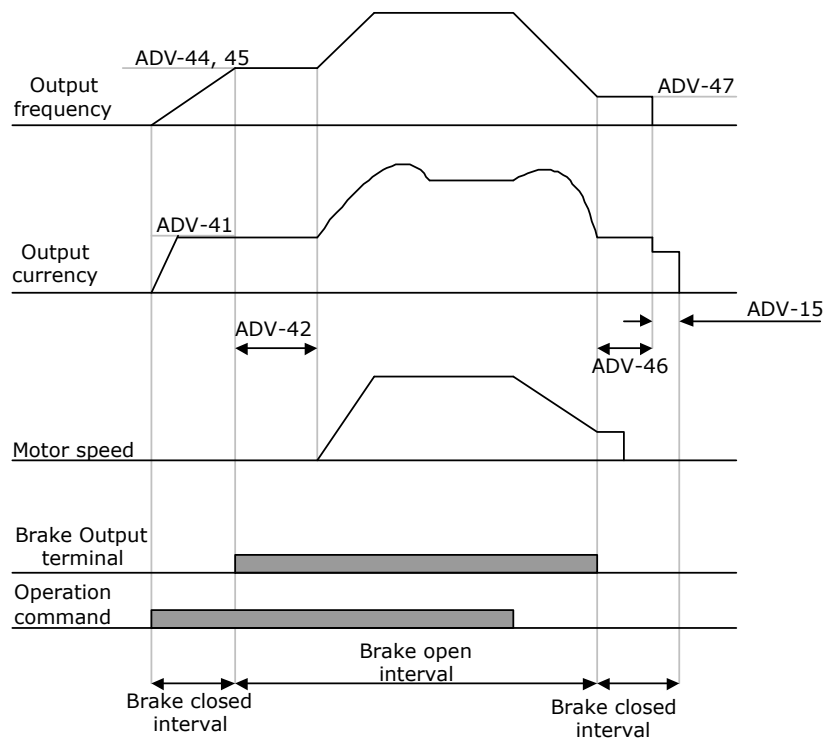 ADV-44, 45
Output
frequency
ADV-47
ADV-41
Output
currency
ADV-15
ADV-42
ADV-46
Motor speed
Brake Output
terminal
Operation
command
Brake open
interval
Brake closed
interval
Brake closed
interval